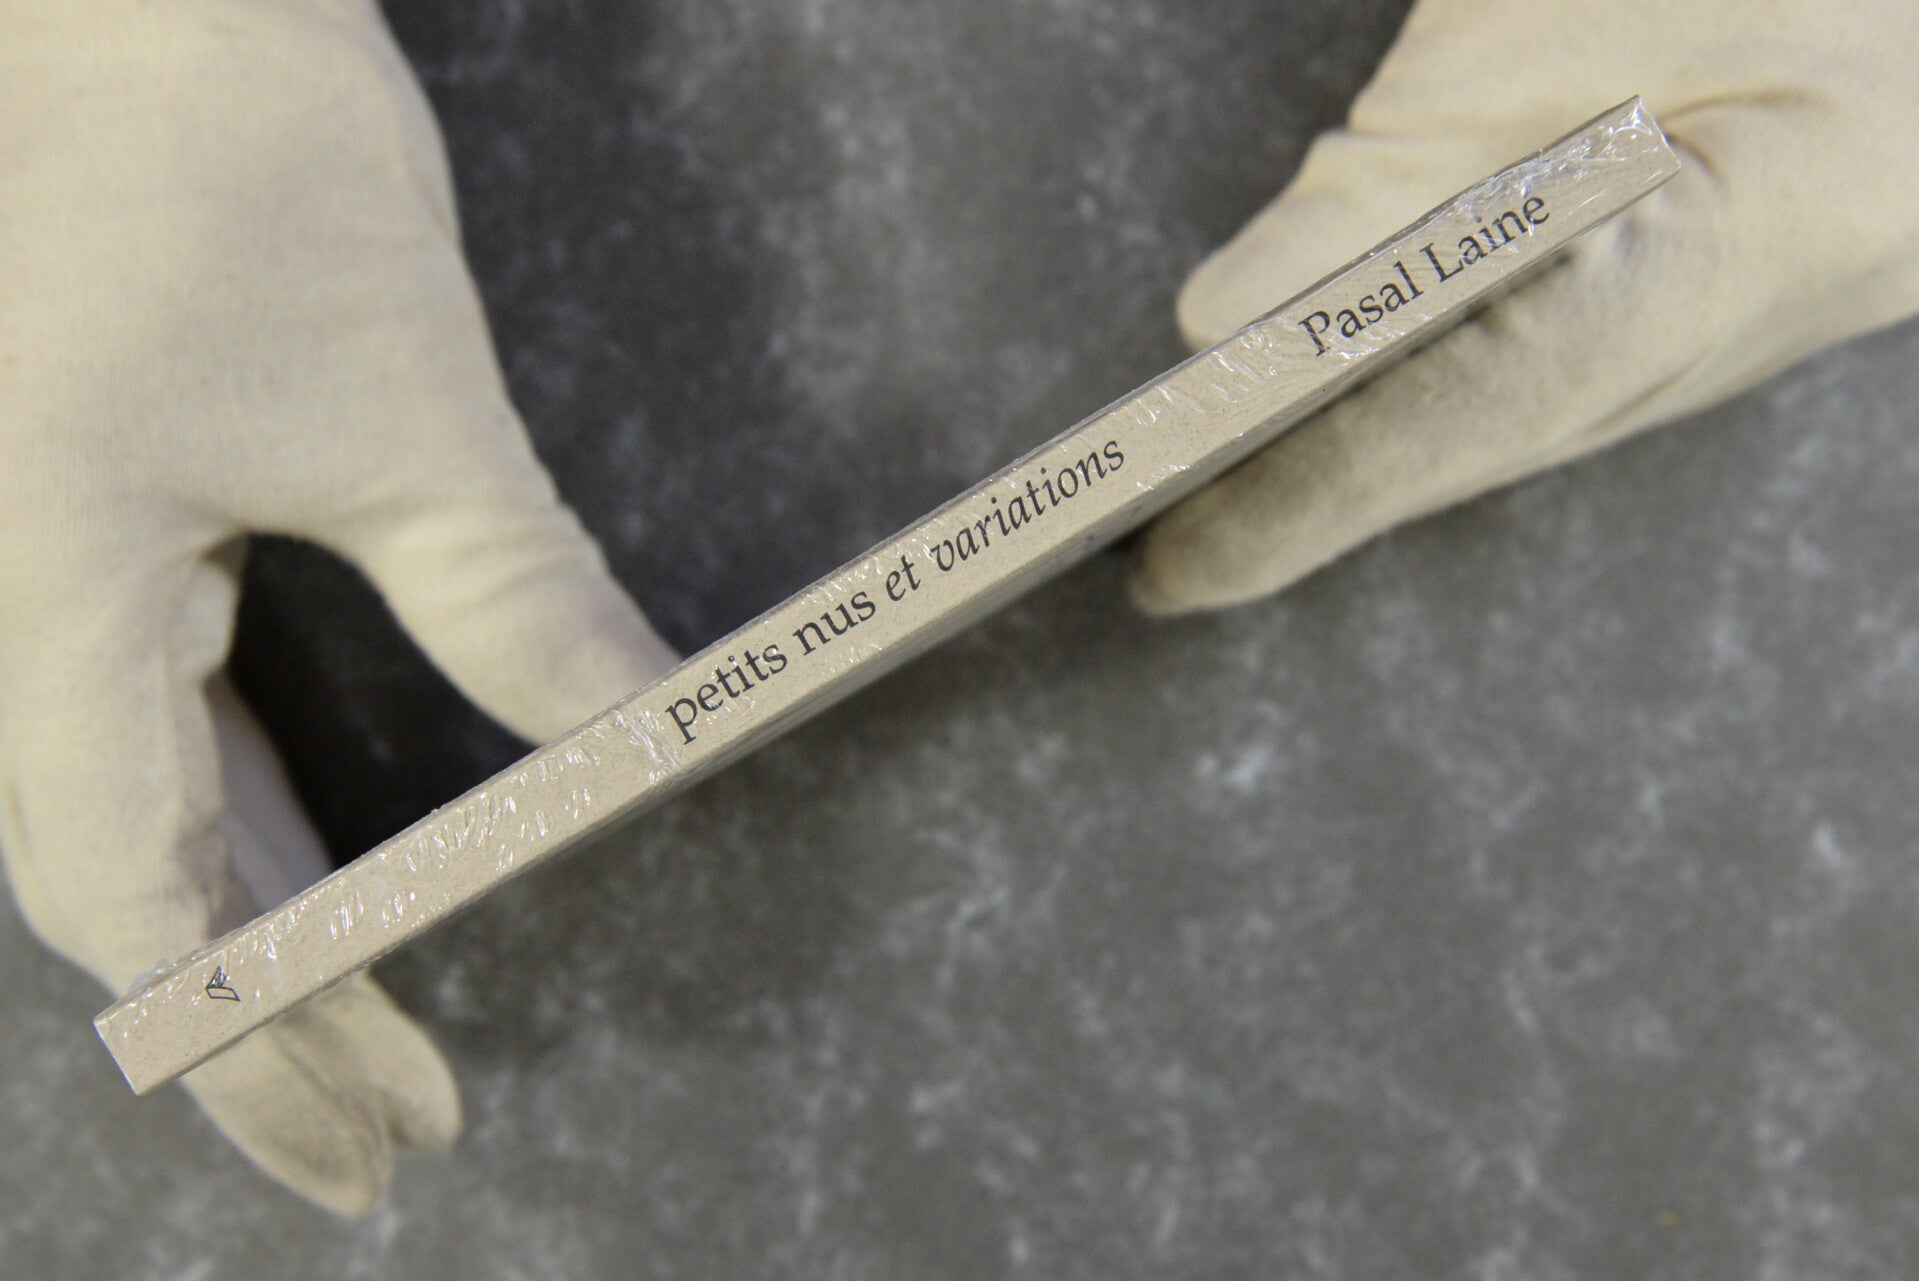 petits nus et variations
Pasal Laine